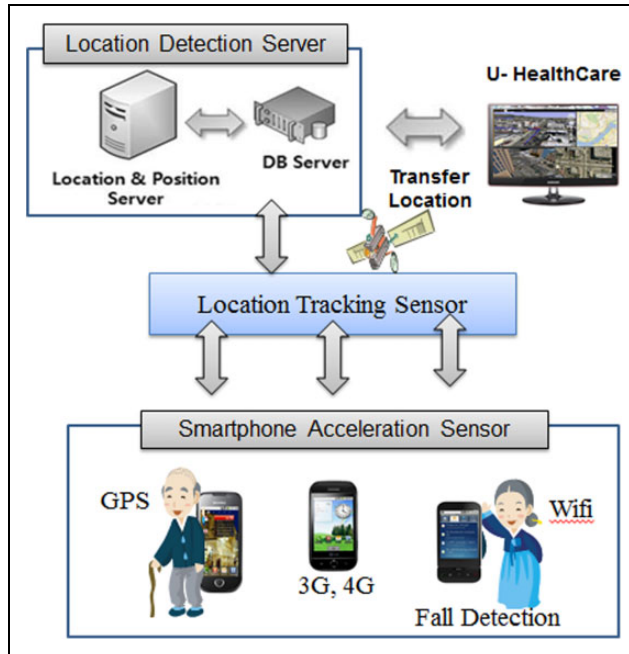 Location Detection Server
U- HealthCare
DB Server
Location & Position
Server
Transfer
Location
Location Tracking Sensor
Smartphone Acceleration Sensor
GPS
Wifi
3G, 4G
Fall Detection